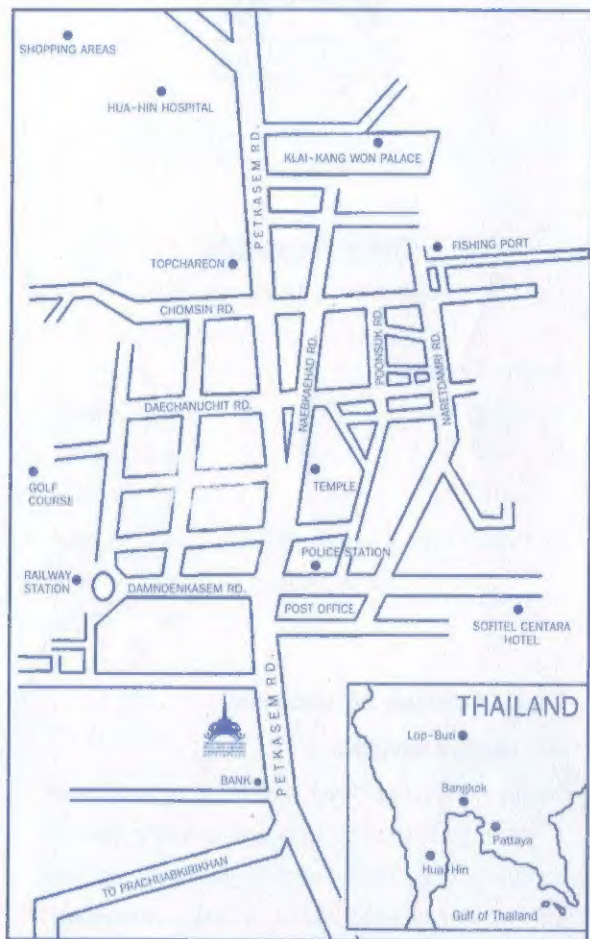 SHOPPING AREAS
HUA-HIN HOSPITAL
PETKASEM RD.
KLAI-KANG WON PALACE
FISHING PORT
TOPCHAREON
CHOMSIN RD.
POONSUK RD.
NAEBKAEHAD RD.
NARETDAMRI RD.
DAECHANUCHIT RD.
GOLF
COURSE
TEMPLE
POLICE STATION
RAILWAY
STATION
DAMNOENKASEM RD.
POST OFFICE
SOFITEL CENTARA
HOTEL
PETKASEM RD.
BANK
TO PRACHUABKIRIKHAN
THAILAND
Lop-Buri
Bangkok
Pattaya
Hua-Hin
Gulf of Thailand